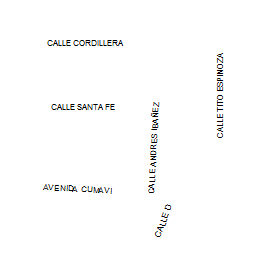 CALLE CORDILLERA
CALLE TITO ESPINOZA
CALLE SANTA FE
CALLE ANDRES IBAÑEZ
AVENIDA CUMAVI
CALLE D